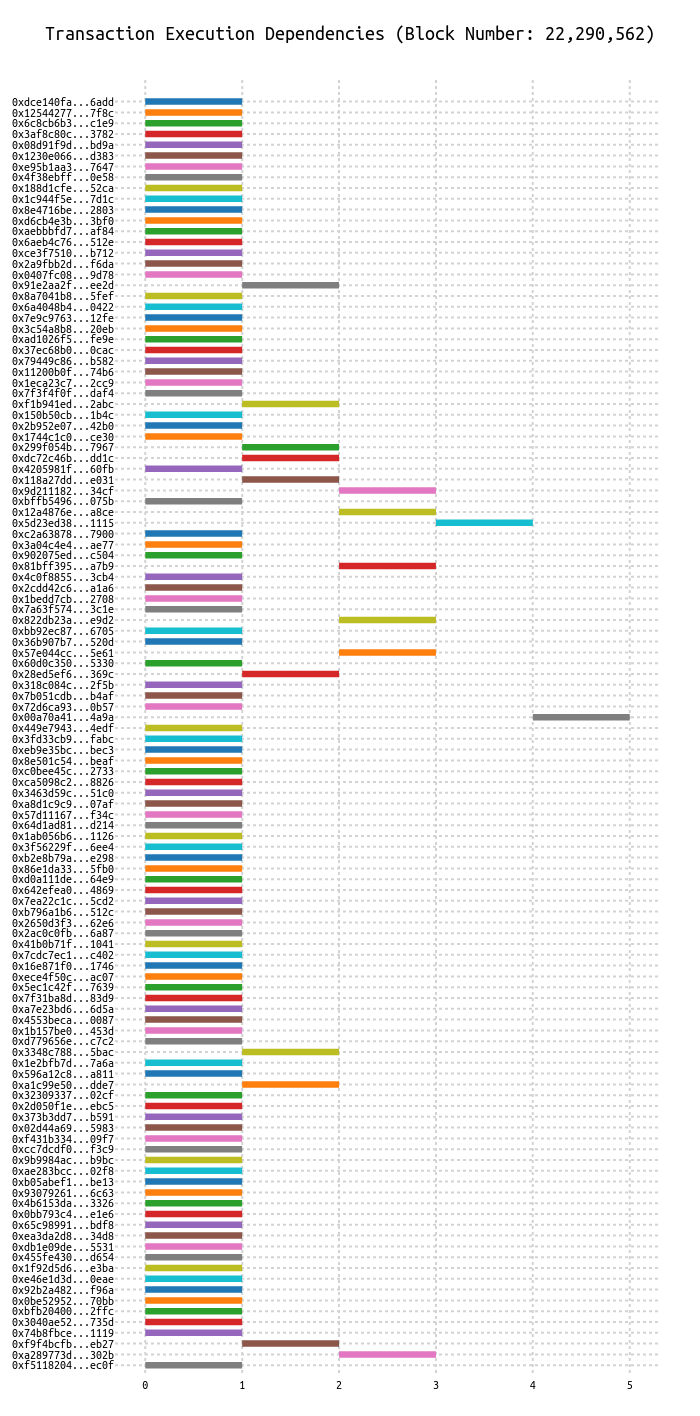 Transaction Execution Dependencies (Block Number: 22,290,562)
0xdce140fa...6add
0x12544277...7f8c
0x6c8cb6b3...c1e9
0x3af8c80c...3782
0x08d91f9d...bd9a
0x1230e066...d383
0xe95b1aa3...7647
0x4f38ebff...0e58
0x188d1cfe...52ca
0x1c944f5e...7d1c
0x8e4716be...2803
0xd6cb4e3b...3bf0
0xaebbbfd7...af84
0x6aeb4c76...512e
0xce3f7510...b712
0x2a9fbb2d...f6da
0x0407fc08...9d78
0x91e2aa2f...ee2d
0x8a7041b8...5fef
0x6a4048b4...0422
0x7e9c9763...12fe
0x3c54a8b8...20eb
0xad1026f5...fe9e
0x37ec68b0...0cac
0x79449c86...b582
0x11200b0f...74b6
0x1eca23c7...2cc9
0x7f3f4f0f...daf4
0xf1b941ed...2abc
0x150b50cb...1b4c
0x2b952e07...42b0
0x1744c1c0...ce30
0x299f054b...7967
0xdc72c46b...dd1c
0x4205981f...60fb
0x118a27dd...e031
0x9d211182...34cf
0xbffb5496...075b
0x12a4876e...a8ce
0x5d23ed38...1115
0xc2a63878...7900
0x3a04c4e4...ae77
0x902075ed...c504
0x81bff395...a7b9
0x4c0f8855...3cb4
0x2cdd42c6...a1a6
0x1bedd7cb...2708
0x7a63f574...3c1e
0x822db23a...e9d2
0xbb92ec87...6705
0x36b907b7...520d
0x57e044cc...5e61
0x60d0c350...5330
0x28ed5ef6...369c
0x318c084c...2f5b
0x7b051cdb...b4af
0x72d6ca93...0b57
0x00a70a41...4a9a
0x449e7943...4edf
0x3fd33cb9...fabc
0xeb9e35bc...bec3
0x8e501c54...beaf
0xc0bee45c...2733
0xca5098c2...8826
0x3463d59c...51c0
0xa8d1c9c9...07af
0x57d11167...f34c
0x64d1ad81...d214
0x1ab056b6...1126
0x3f56229f...6ee4
0xb2e8b79a...e298
0x86e1da33...5fb0
0xd0a111de...64e9
0x642efea0...4869
0x7ea22c1c...5cd2
0xb796a1b6...512c
0x2650d3f3...62e6
0x2ac0c0fb...6a87
0x41b0b71f...1041
0x7cdc7ec1...c402
0x16e871f0...1746
0xece4f50c...ac07
0x5ec1c42f...7639
0x7f31ba8d...83d9
0xa7e23bd6...6d5a
0x4553beca...0087
0x1b157be0...453d
0xd779656e...c7c2
0x3348c788...5bac
0x1e2bfb7d...7a6a
0x596a12c8...a811
0xa1c99e50...dde7
0x32309337...02cf
0x2d050f1e...ebc5
0x373b3dd7...b591
0x02d44a69...5983
0xf431b334...09f7
0xcc7dcdf0...f3c9
0x9b9984ac...b9bc
0xae283bcc...02f8
0xb05abef1...be13
0x93079261...6c63
0x4b6153da...3326
0x0bb793c4...e1e6
0x65c98991...bdf8
0xea3da2d8...34d8
0xdb1e09de...5531
0x455fe430...d654
0x1f92d5d6...e3ba
0xe46e1d3d...0eae
0x92b2a482...f96a
0x0be52952...70bb
0xbfb20400...2ffc
0x3040ae52...735d
0x74b8fbce...1119
0xf9f4bcfb...eb27
0xa289773d...302b
0xf5118204...ec0f
0 1 2 3 4 5